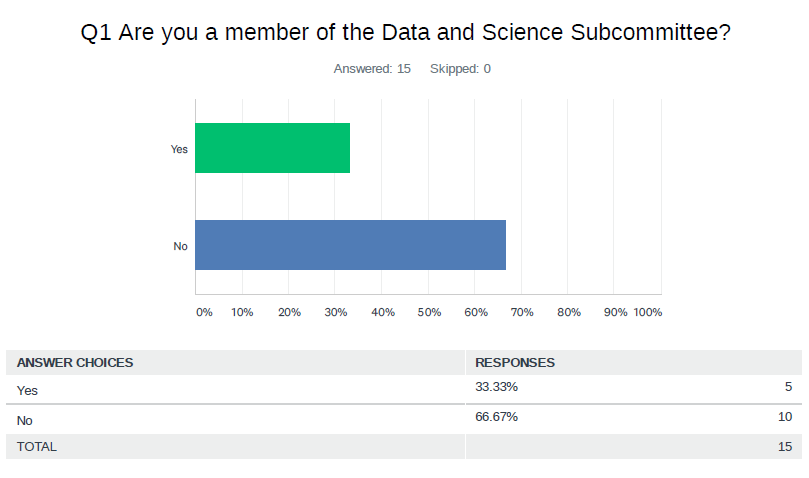 Q1 Are you a member of the Data and Science Subcommittee?
Answered: 15 Skipped: 0
Yes
No
0% 10% 20% 30% 40% 50% 60% 70% 80% 90% 100%
ANSWER CHOICES RESPONSES
Yes 33.33% 5
No 66.67% 10
TOTAL 15